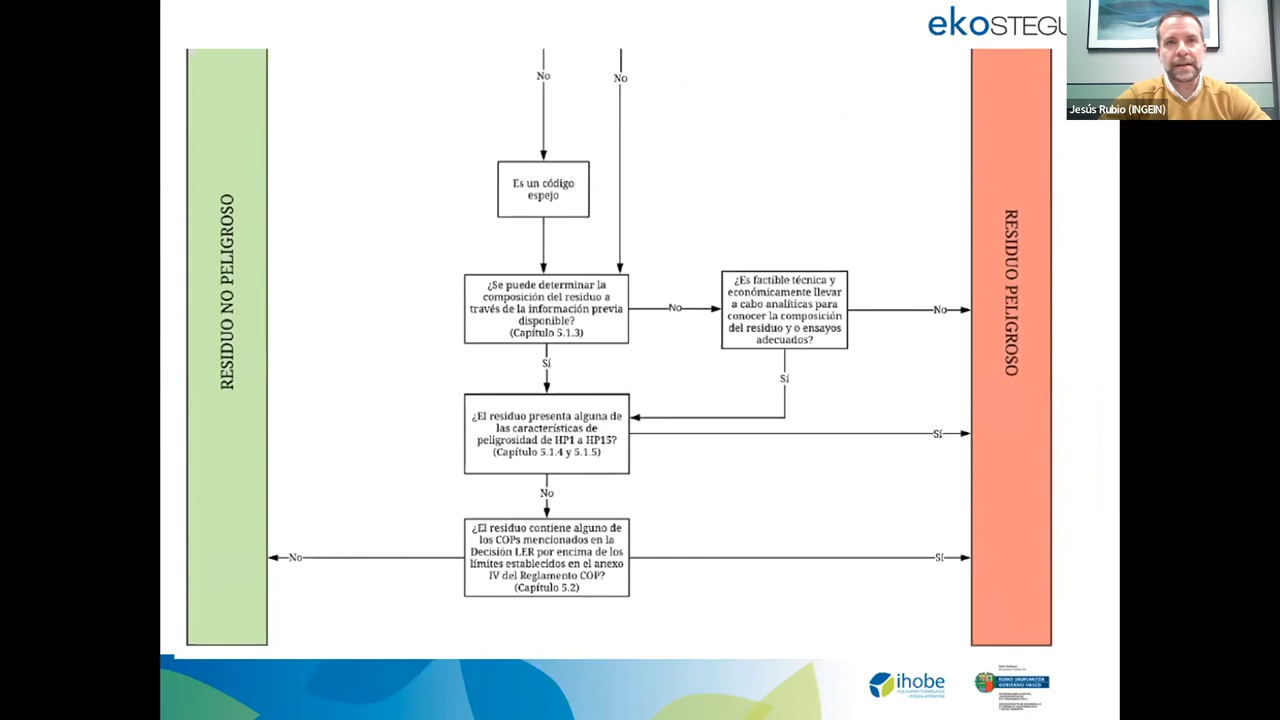 ekOSTEGU
Jesús Rubio (INGEIN)
No
No
Es un código
espejo
RESIDUO NO PELIGROSO
RESIDUO PELIGROSO
¿Se puede determinar la
composición del residuo a
través de la información previa
disponible?
(Capítulo 5.1.3)
No
¿Es factible técnica y
económicamente llevar
a cabo analíticas para
conocer la composición
del residuo y o ensayos
adecuados?
No
Sí
Sí
¿El residuo presenta alguna de
las características de
peligrosidad de HP1 a HP15?
(Capítulo 5.1.4 y 5.1.5)
Sí
No
¿El residuo contiene alguno de
los COPs mencionados en la
Decisión LER por encima de los
límites establecidos en el anexo
IV del Reglamento COP?
(Capítulo 5.2)
No
Sí
ihobe
EUSKO JAURLARITZA
GOBIERNO VASCO